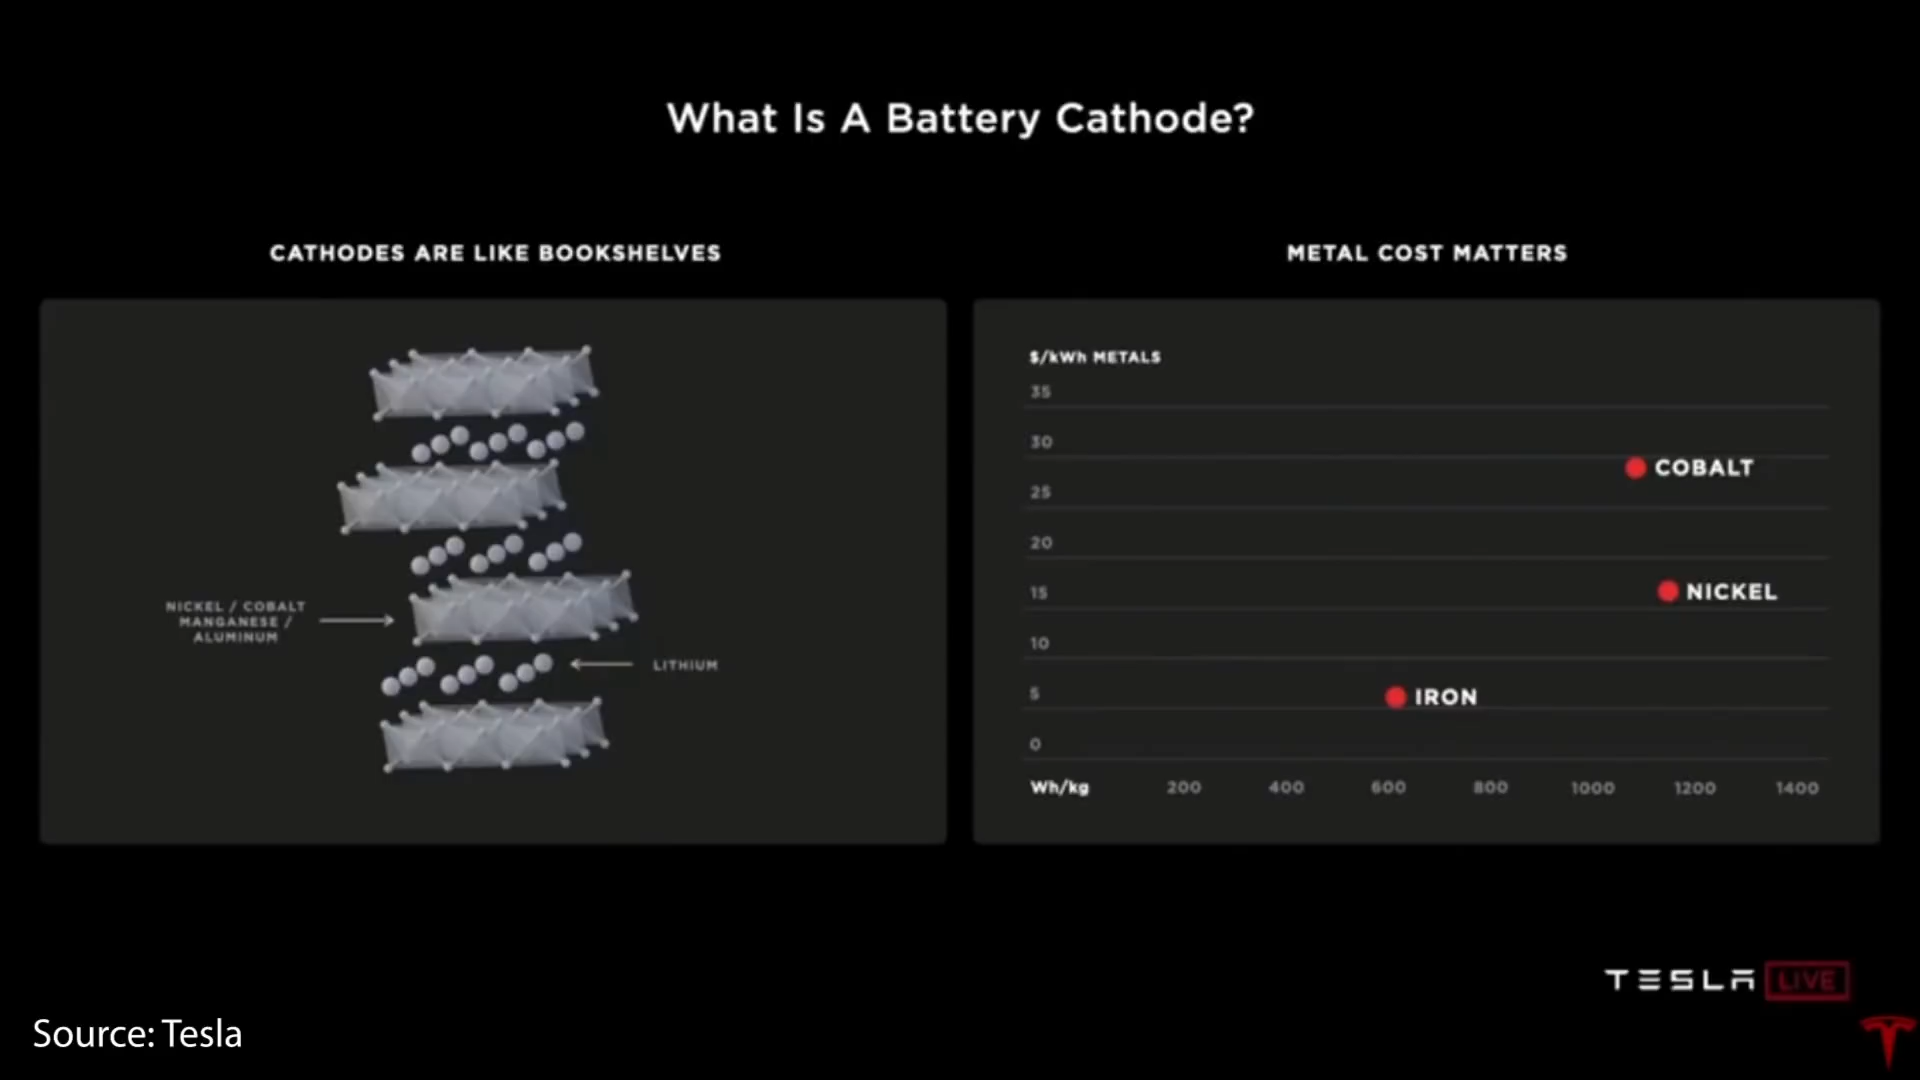 What Is A Battery Cathode?
CATHODES ARE LIKE BOOKSHELVES
NICKEL / COBALT
MANGANESE /
ALUMINUM
LITHIUM
METAL COST MATTERS
$/kWh METALS
35
30
25
20
15
10
5
0
COBALT
NICKEL
IRON
Wh/kg 200 400 600 800 1000 1200 1400
TESLA LIVE
Source: Tesla